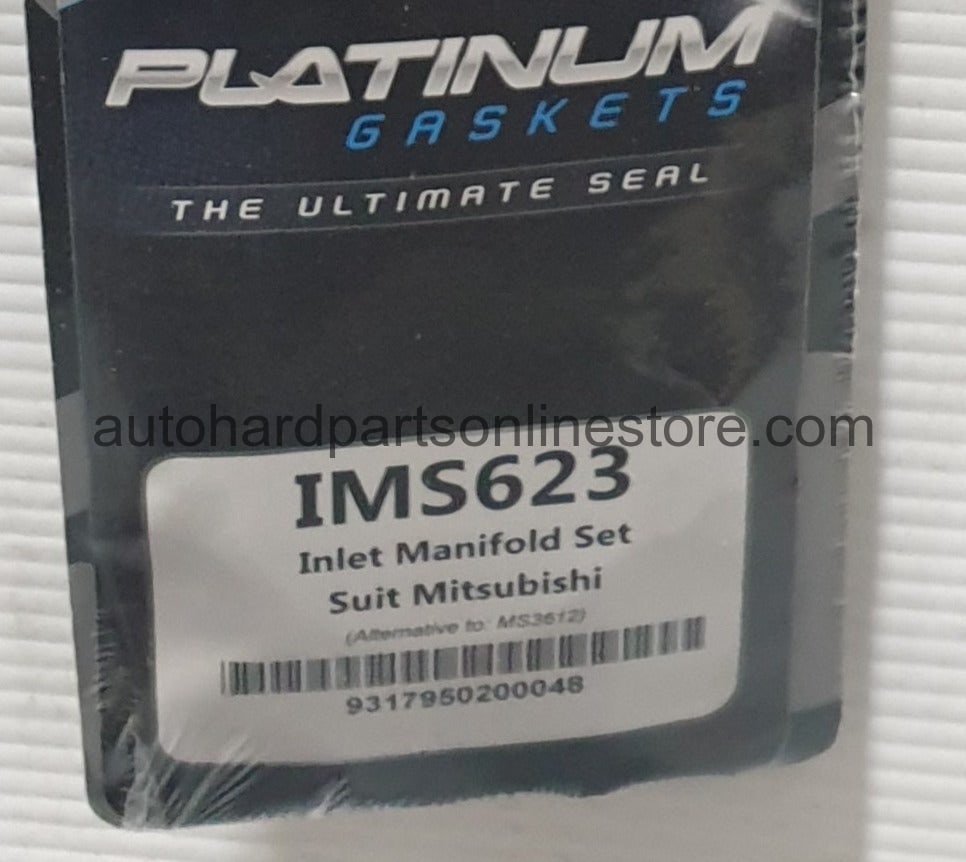 PLATINUM
GASKETS
THE ULTIMATE SEAL
autohardpartsonlinestore.com
IMS623
Inlet Manifold Set
Suit Mitsubishi
(Alternative to: MS3612)
9317950200048